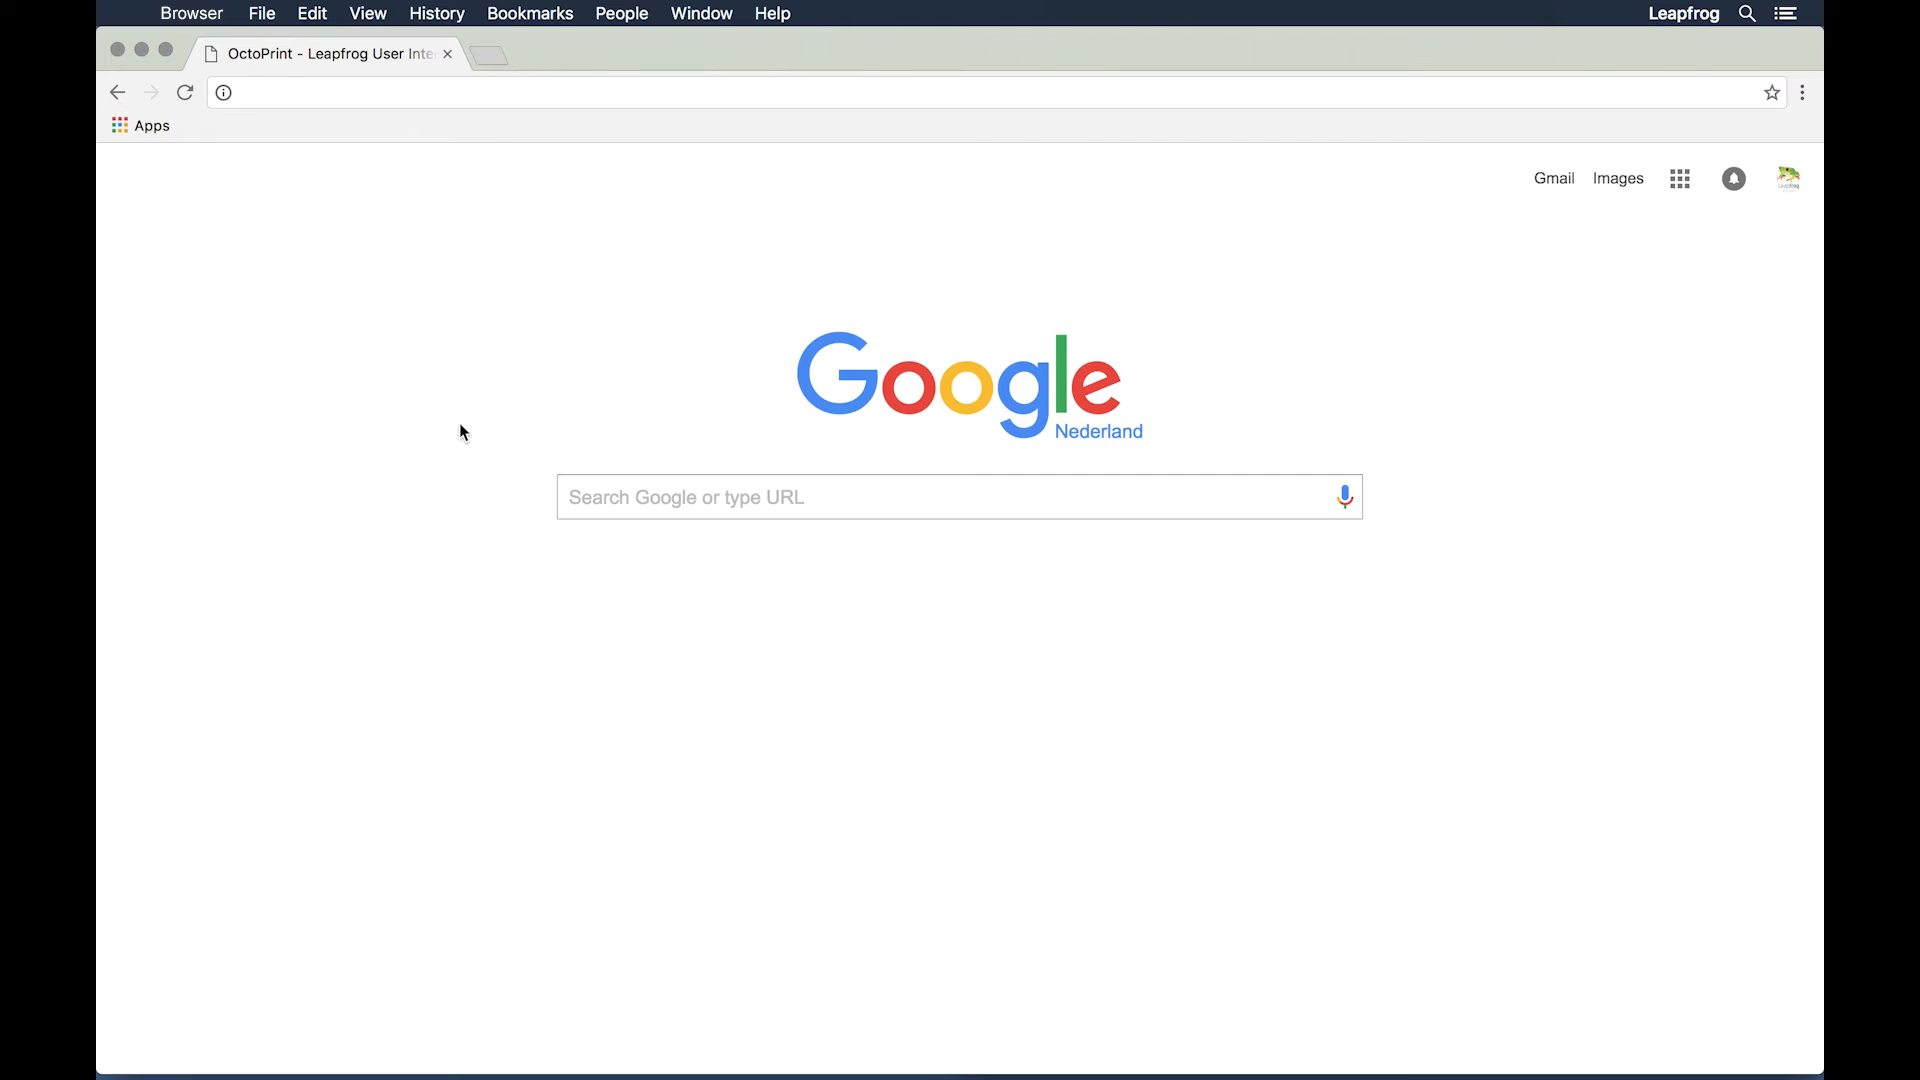 Browser File Edit View History Bookmarks People Window Help Leapfrog
OctoPrint - Leapfrog User Inte
Apps
Gmail Images
Google
Nederland
Search Google or type URL